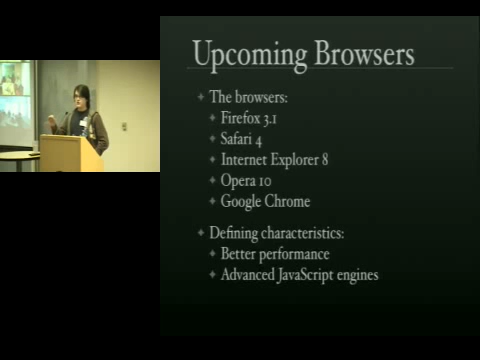 Upcoming Browsers
The browsers:
Firefox 3.1
Safari 4
Internet Explorer 8
Opera 10
Google Chrome
Defining characteristics:
Better performance
Advanced JavaScript engines